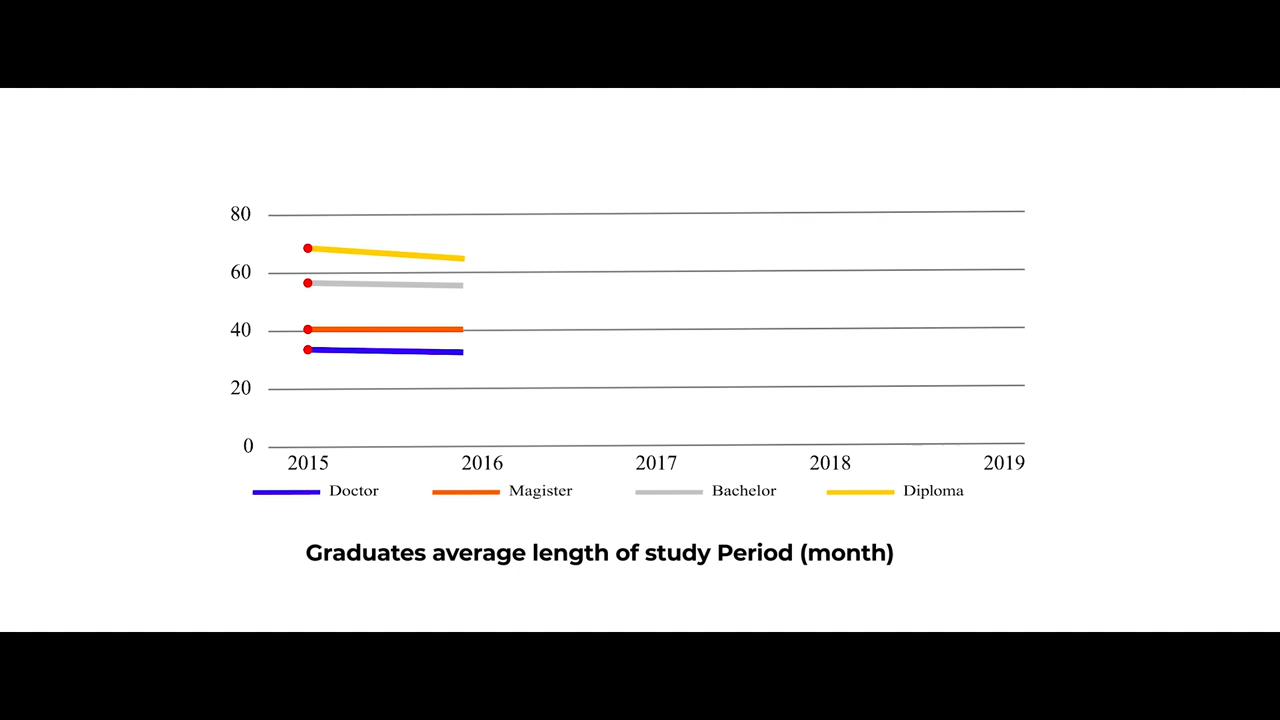 80
60
40
20
0
2015 2016 2017 2018 2019
Doctor Magister Bachelor Diploma
Graduates average length of study Period (month)